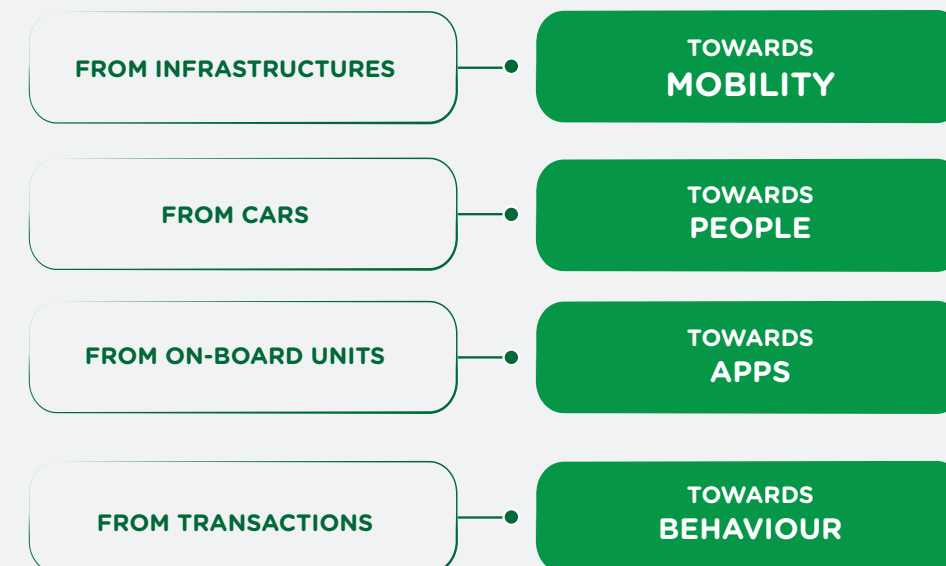 FROM INFRASTRUCTURES
TOWARDS
MOBILITY
FROM CARS
TOWARDS
PEOPLE
FROM ON-BOARD UNITS
TOWARDS
APPS
FROM TRANSACTIONS
TOWARDS
BEHAVIOUR